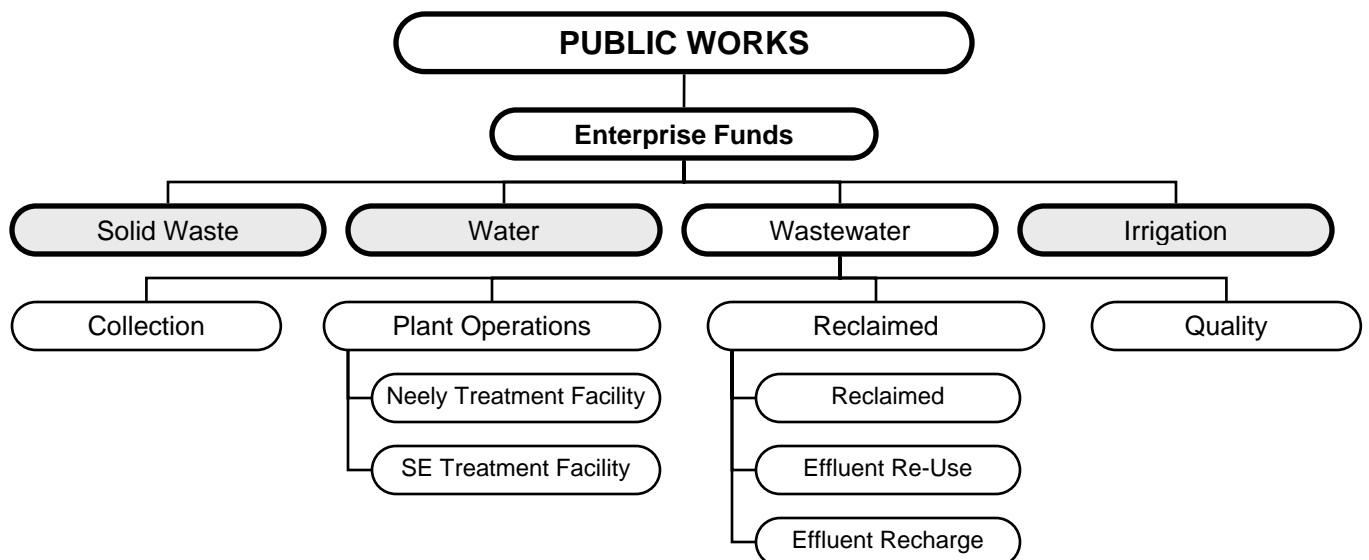 PUBLIC WORKS
Enterprise Funds
Solid Waste
Water
Wastewater
Irrigation
Collection
Plant Operations
Reclaimed
Quality
Neely Treatment Facility
Reclaimed
SE Treatment Facility
Effluent Re-Use
Effluent Recharge